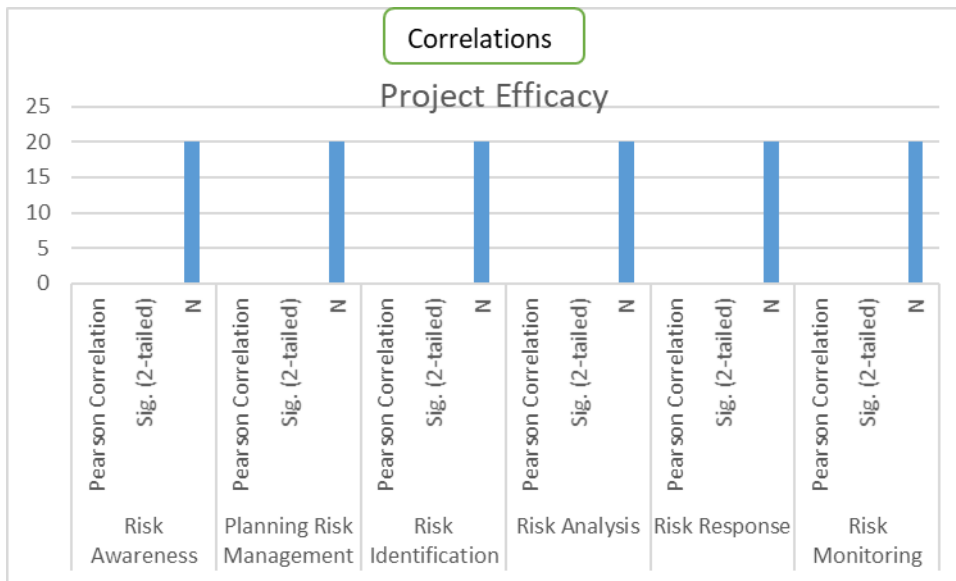 Correlations
Project Efficacy
25
20
15
10
5
0
Pearson Correlation
Sig. (2-tailed)
N
Pearson Correlation
Sig. (2-tailed)
N
Pearson Correlation
Sig. (2-tailed)
N
Pearson Correlation
Sig. (2-tailed)
N
Pearson Correlation
Sig. (2-tailed)
N
Pearson Correlation
Sig. (2-tailed)
N
Risk
Awareness
Planning Risk
Management
Risk
Identification
Risk Analysis
Risk Response
Risk
Monitoring